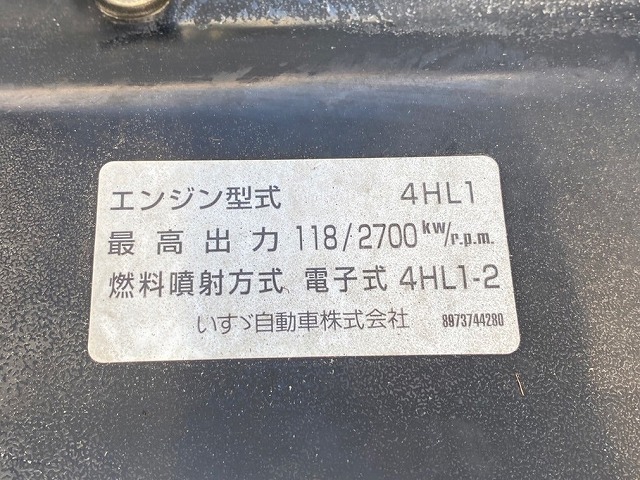 エンジン型式 4HL1
最高出力 118/2700 kW/r.p.m.
燃料噴射方式 電子式 4HL1-2
いすゞ自動車株式会社 8973744280